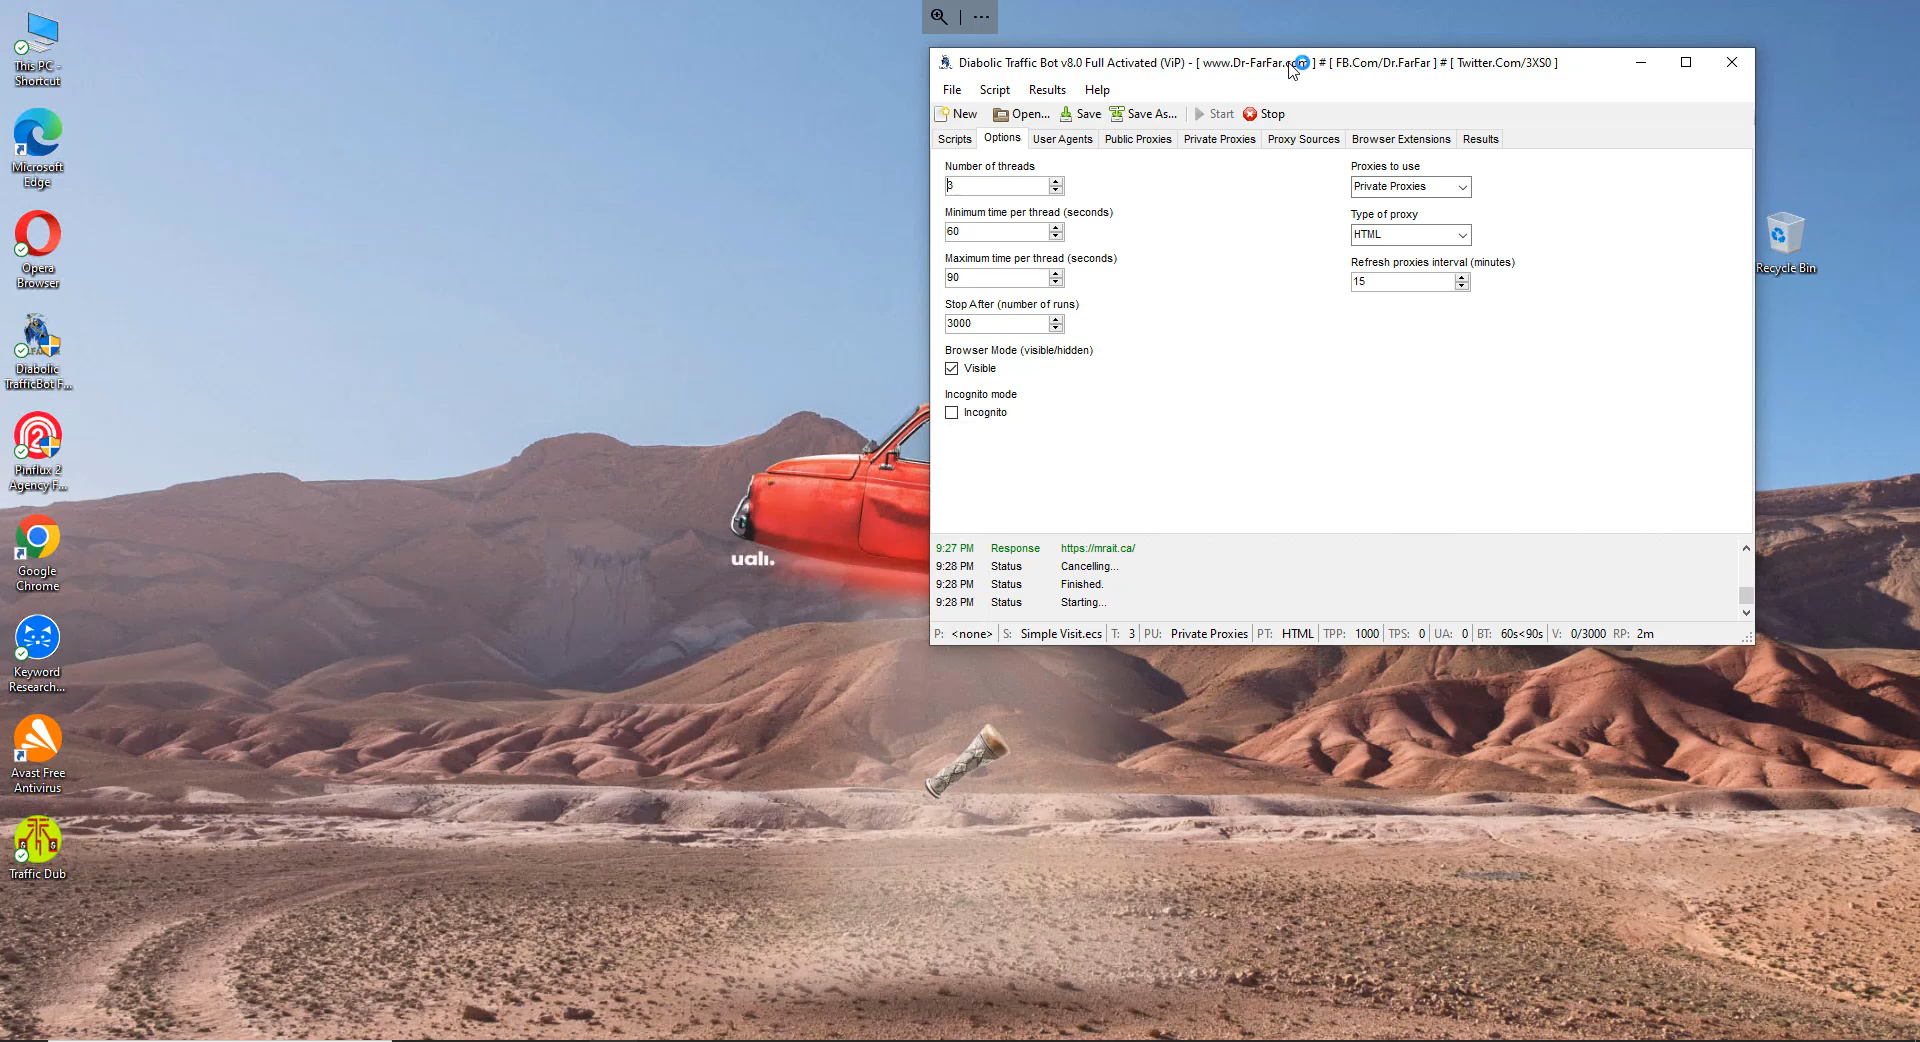 This PC -
Shortcut
Microsoft
Edge
Opera
Browser
Diabolic
TrafficBot F...
Pinflux 2
Agency F...
Google
Chrome
Keyword
Research...
Avast Free
Antivirus
Traffic Dub
Recycle Bin
uali.
Diabolic Traffic Bot v8.0 Full Activated (ViP) - [ www.Dr-FarFar.com ] # [ FB.Com/Dr.FarFar ] # [ Twitter.Com/3XS0 ]
File Script Results Help
New Open... Save Save As... Start Stop
Scripts Options User Agents Public Proxies Private Proxies Proxy Sources Browser Extensions Results
Number of threads
3
Minimum time per thread (seconds)
60
Maximum time per thread (seconds)
90
Stop After (number of runs)
3000
Browser Mode (visible/hidden)
Visible
Incognito mode
Incognito
Proxies to use
Private Proxies
Type of proxy
HTML
Refresh proxies interval (minutes)
15
9:27 PM Response https://mrait.ca/
9:28 PM Status Cancelling...
9:28 PM Status Finished.
9:28 PM Status Starting...
P: <none> S: Simple Visit.ecs T: 3 PU: Private Proxies PT: HTML TPP: 1000 TPS: 0 UA: 0 BT: 60s<90s V: 0/3000 RP: 2m